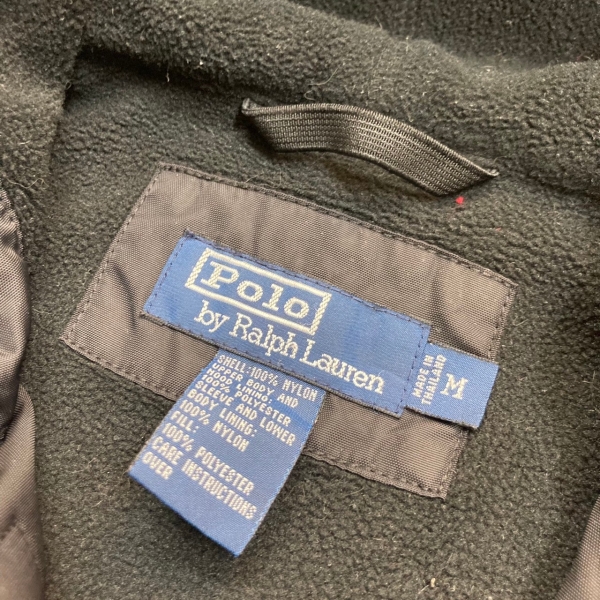 Polo
by Ralph Lauren
MADE IN
THAILAND
M
SHELL:100% NYLON
UPPER BODY, AND
HOOD LINING:
100% POLYESTER
SLEEVE AND LOWER
BODY LINING:
100% NYLON
FILL:
100% POLYESTER
CARE INSTRUCTIONS
OVER